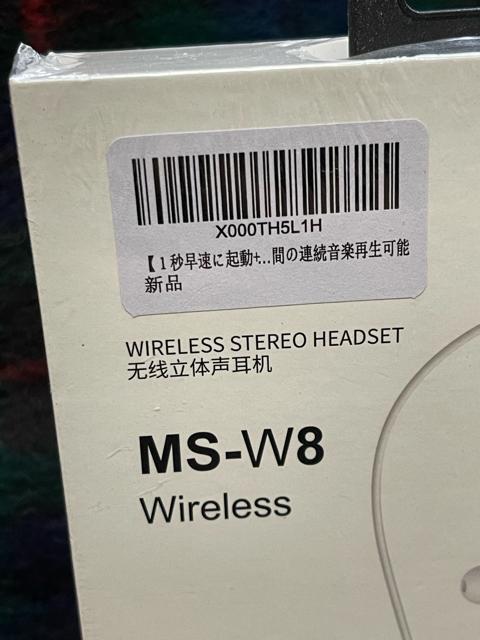 X000TH5L1H
【1秒早速に起動+...間の連続音楽再生可能
新品
WIRELESS STEREO HEADSET
无线立体声耳机
MS-W8
Wireless